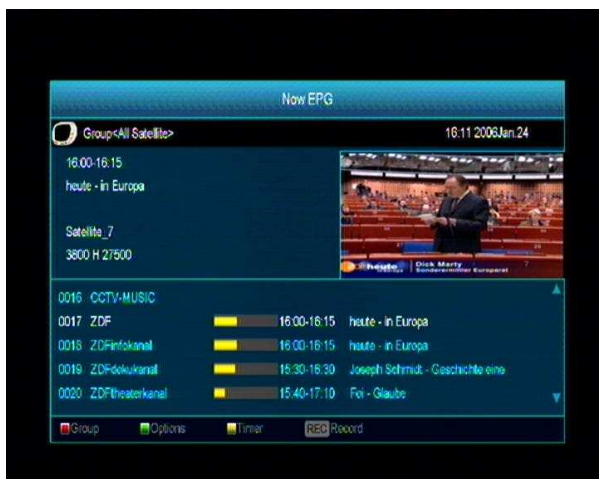 Now EPG
Group<All Satellite>
16:11 2006Jan.24
16:00-16:15
heute - in Europa
Satellite_7
3800 H 27500
heute
Dick Marty
Sonderermittler Europarat
0016 CCTV-MUSIC
0017 ZDF 16:00-16:15 heute - in Europa
0018 ZDFinfokanal 16:00-16:15 heute - in Europa
0019 ZDFdokukanal 15:30-16:30 Joseph Schmidt - Geschichte eine
0020 ZDFtheaterkanal 15:40-17:10 Foi - Glaube
Group Options Timer REC Record